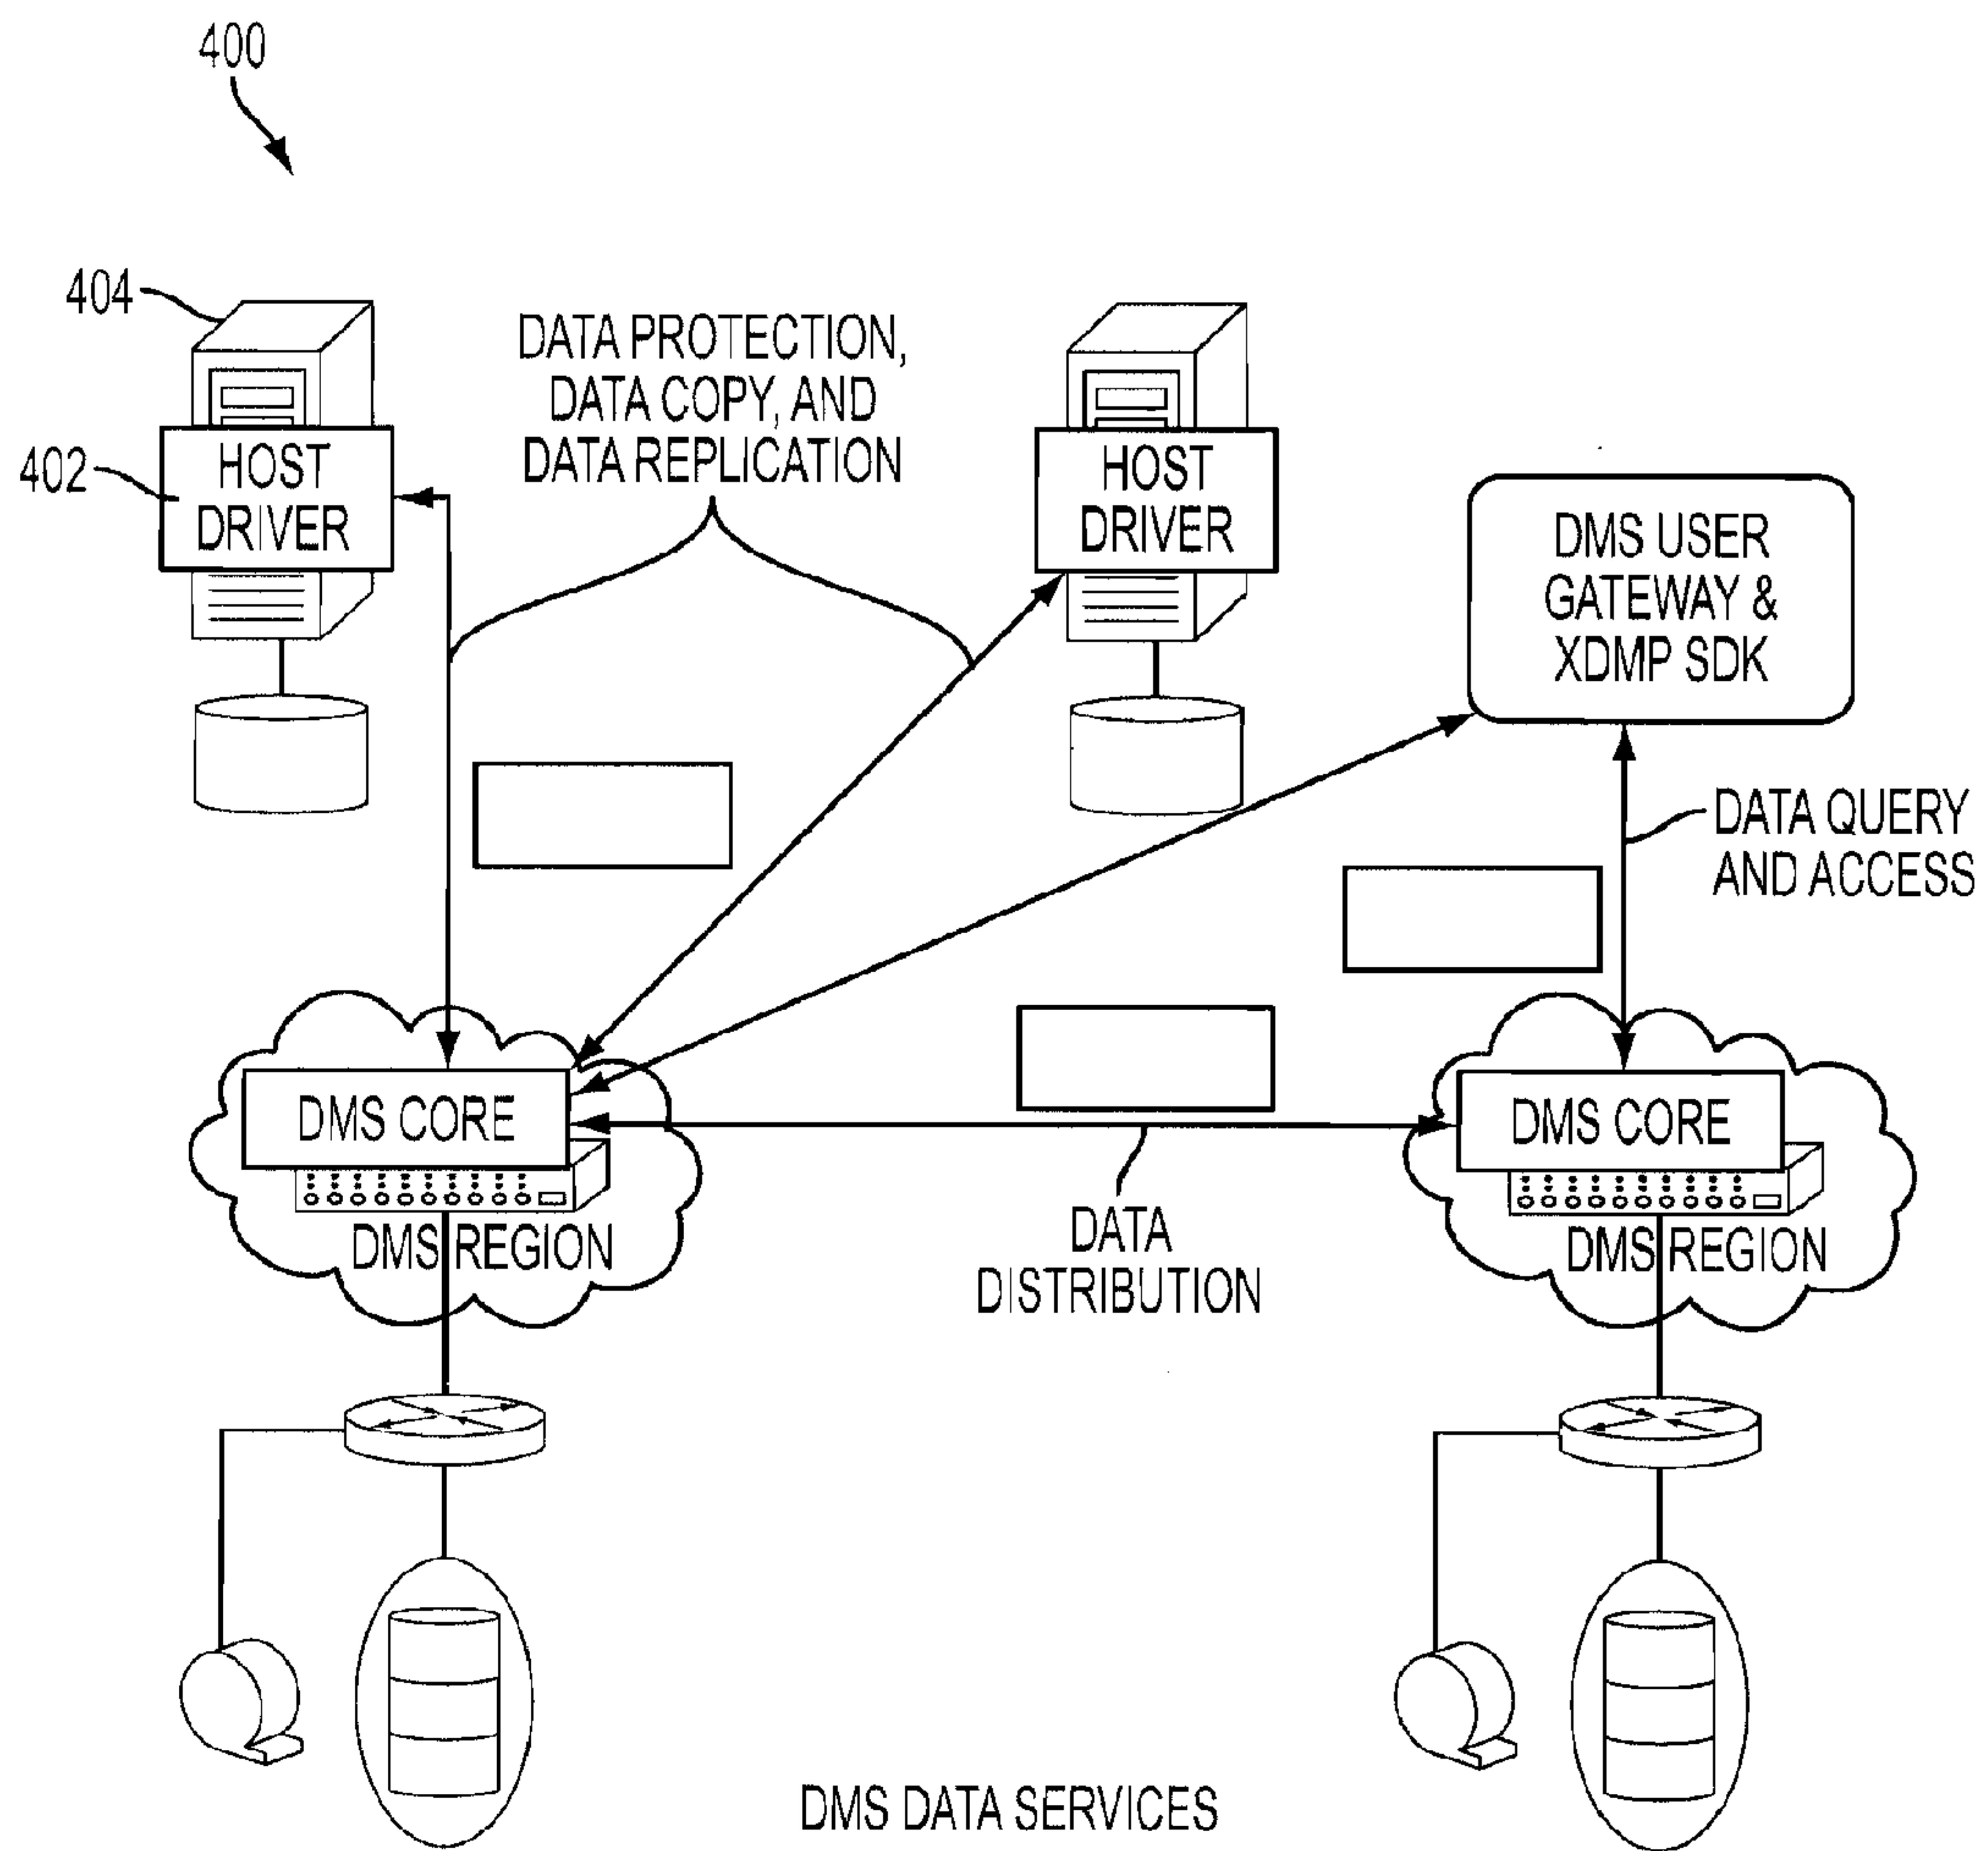 400
404
DATA PROTECTION,
DATA COPY, AND
DATA REPLICATION
402
HOST
DRIVER
HOST
DRIVER
DMS USER
GATEWAY &
XDMP SDK
DATA QUERY
AND ACCESS
DMS CORE
DMS REGION
DMS CORE
DMS REGION
DATA
DISTRIBUTION
DMS DATA SERVICES